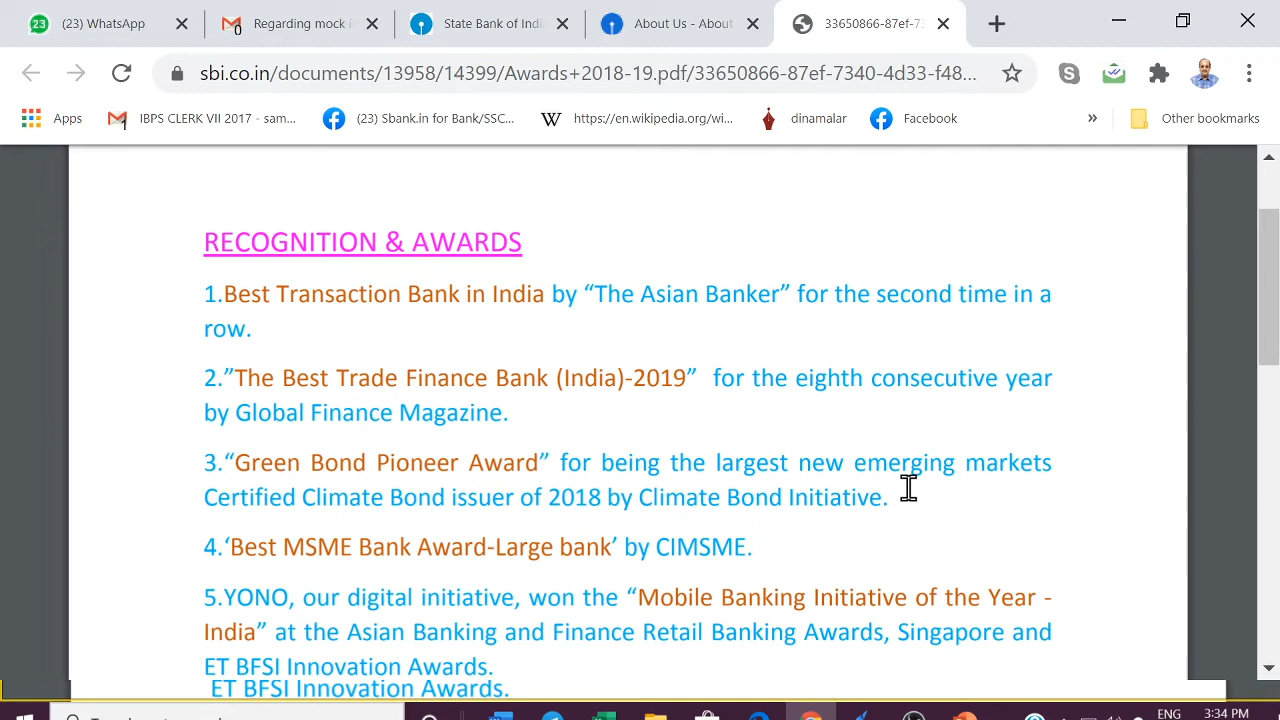 23 (23) WhatsApp
Regarding mock i
State Bank of Indi
About Us - About
33650866-87ef-73
sbi.co.in/documents/13958/14399/Awards+2018-19.pdf/33650866-87ef-7340-4d33-f48...
Apps
IBPS CLERK VII 2017 - sam...
(23) Sbank.in for Bank/SSC...
https://en.wikipedia.org/wi...
dinamalar
Facebook
»
Other bookmarks
RECOGNITION & AWARDS
1.Best Transaction Bank in India by “The Asian Banker” for the second time in a
row.
2.”The Best Trade Finance Bank (India)-2019” for the eighth consecutive year
by Global Finance Magazine.
3.“Green Bond Pioneer Award” for being the largest new emerging markets
Certified Climate Bond issuer of 2018 by Climate Bond Initiative.
4.‘Best MSME Bank Award-Large bank’ by CIMSME.
5.YONO, our digital initiative, won the “Mobile Banking Initiative of the Year -
India” at the Asian Banking and Finance Retail Banking Awards, Singapore and
ET BFSI Innovation Awards.
ET BFSI Innovation Awards.
ENG
3:34 PM